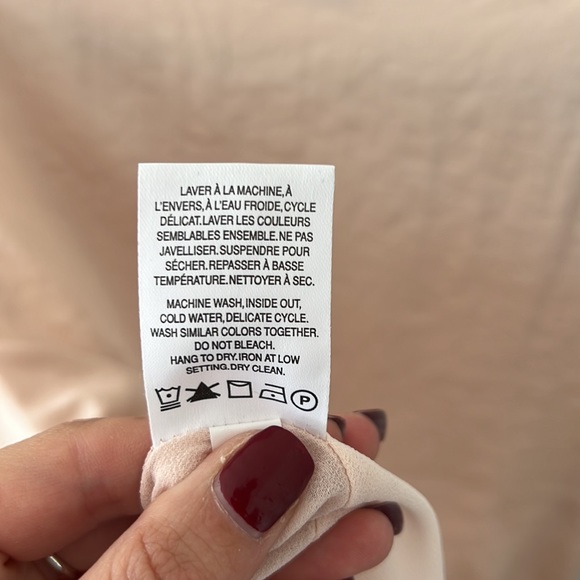 LAVER À LA MACHINE,À
L'ENVERS,À L'EAU FROIDE,CYCLE
DÉLICAT.LAVER LES COULEURS
SEMBLABLES ENSEMBLE.NE PAS
JAVELLISER.SUSPENDRE POUR
SÉCHER.REPASSER À BASSE
TEMPÉRATURE.NETTOYER À SEC.
MACHINE WASH,INSIDE OUT,
COLD WATER,DELICATE CYCLE.
WASH SIMILAR COLORS TOGETHER.
DO NOT BLEACH.
HANG TO DRY.IRON AT LOW
SETTING.DRY CLEAN.
P